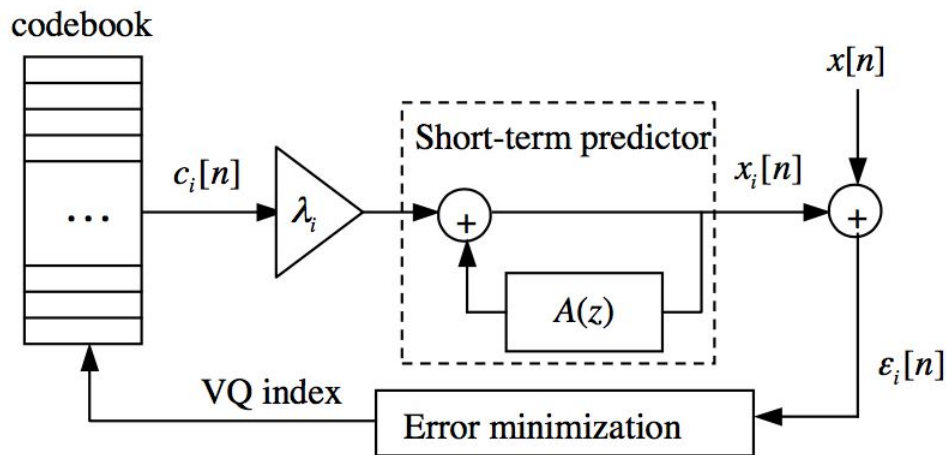 codebook
x[n]
Short-term predictor
c_i[n]
x_i[n]
...
λ_i
+
+
A(z)
ε_i[n]
VQ index
Error minimization